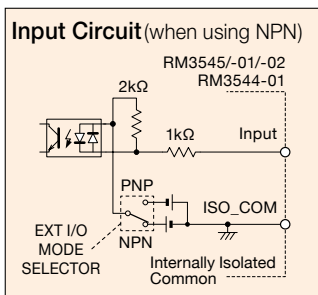 Input Circuit (when using NPN)
RM3545/-01/-02
RM3544-01
2kΩ
1kΩ
Input
PNP
ISO_COM
NPN
EXT I/O
MODE
SELECTOR
Internally Isolated
Common